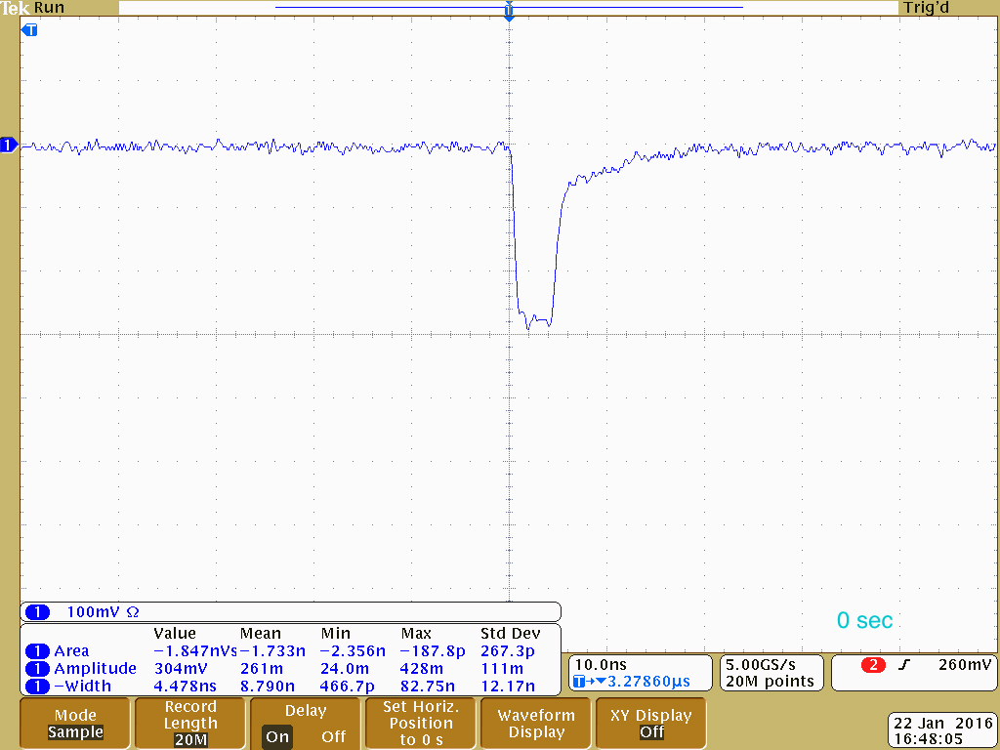 Tek Run Trig'd
T
T
1
1 100mV Ω
Value Mean Min Max Std Dev
1 Area −1.847nVs −1.733n −2.356n −187.8p 267.3p
1 Amplitude 304mV 261m 24.0m 428m 111m
1 −Width 4.478ns 8.790n 466.7p 82.75n 12.17n
0 sec
10.0ns
T→▼3.27860µs
5.00GS/s
20M points
2 260mV
Mode
Sample
Record
Length
20M
Delay
On Off
Set Horiz.
Position
to 0 s
Waveform
Display
XY Display
Off
22 Jan 2016
16:48:05